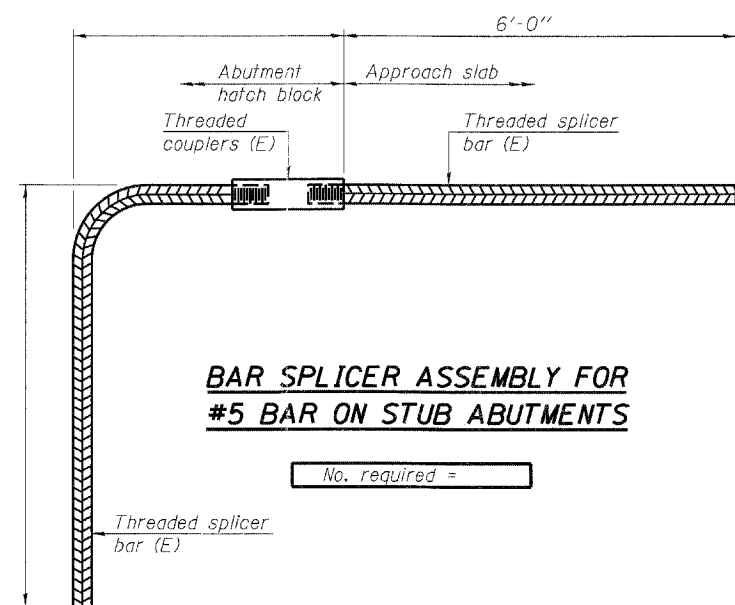 6'-0"
Abutment
hatch block
Approach slab
Threaded
couplers (E)
Threaded splicer
bar (E)
BAR SPLICER ASSEMBLY FOR
#5 BAR ON STUB ABUTMENTS
No. required =
Threaded splicer
bar (E)